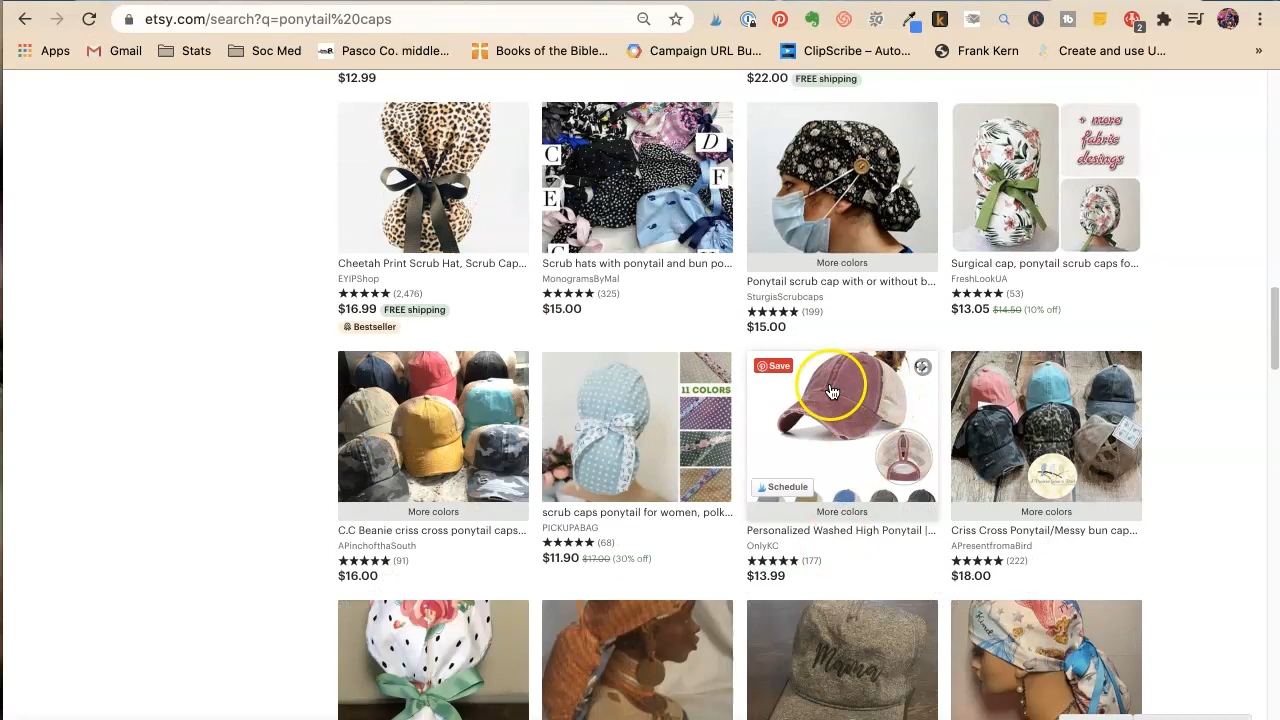 etsy.com/search?q=ponytail%20caps
2
Apps
Gmail
Stats
Soc Med
Pasco Co. middle...
Books of the Bible...
Campaign URL Bu...
ClipScribe – Auto...
Frank Kern
Create and use U...
»
$12.99
$22.00 FREE shipping
C
D
E
F
+ more
fabric
desings
More colors
Cheetah Print Scrub Hat, Scrub Cap...
EYIPShop
★★★★★ (2,476)
$16.99 FREE shipping
Bestseller
Scrub hats with ponytail and bun po...
MonogramsByMal
★★★★★ (325)
$15.00
Ponytail scrub cap with or without b...
SturgisScrubcaps
★★★★★ (199)
$15.00
Surgical cap, ponytail scrub caps fo...
FreshLookUA
★★★★★ (53)
$13.05 $14.50 (10% off)
11 COLORS
Save
Schedule
More colors
More colors
More colors
C.C Beanie criss cross ponytail caps...
APinchofthaSouth
★★★★★ (91)
$16.00
scrub caps ponytail for women, polk...
PICKUPABAG
★★★★★ (68)
$11.90 $17.00 (30% off)
Personalized Washed High Ponytail |...
OnlyKC
★★★★★ (177)
$13.99
Criss Cross Ponytail/Messy bun cap...
APresentfromaBird
★★★★★ (222)
$18.00
Mama